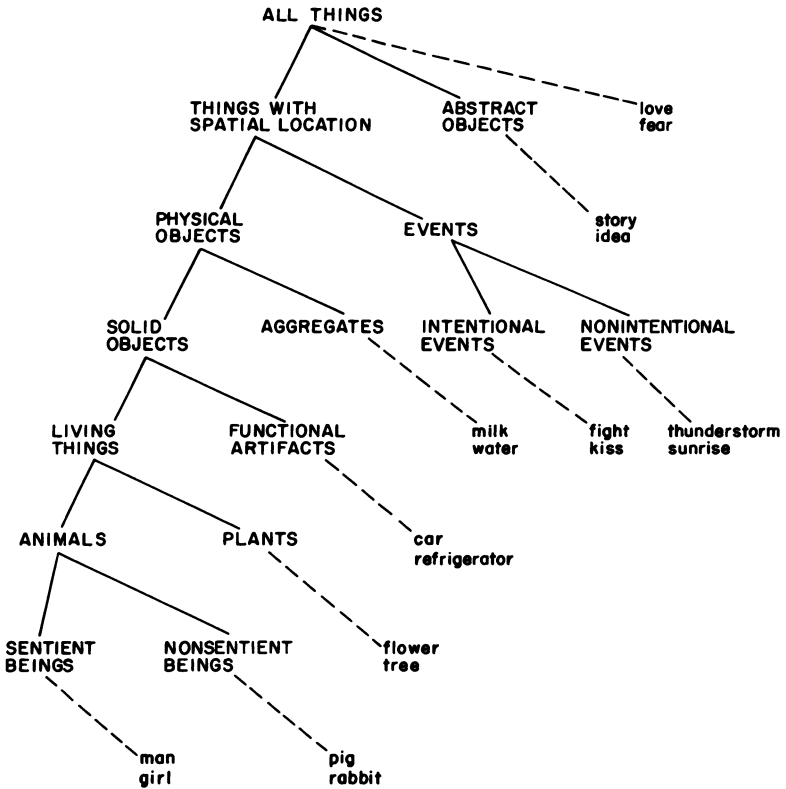 ALL THINGS
THINGS WITH
SPATIAL LOCATION
ABSTRACT
OBJECTS
love
fear
PHYSICAL
OBJECTS
EVENTS
story
idea
SOLID
OBJECTS
AGGREGATES
INTENTIONAL
EVENTS
NONINTENTIONAL
EVENTS
LIVING
THINGS
FUNCTIONAL
ARTIFACTS
milk
water
fight
kiss
thunderstorm
sunrise
ANIMALS
PLANTS
car
refrigerator
SENTIENT
BEINGS
NONSENTIENT
BEINGS
flower
tree
man
girl
pig
rabbit